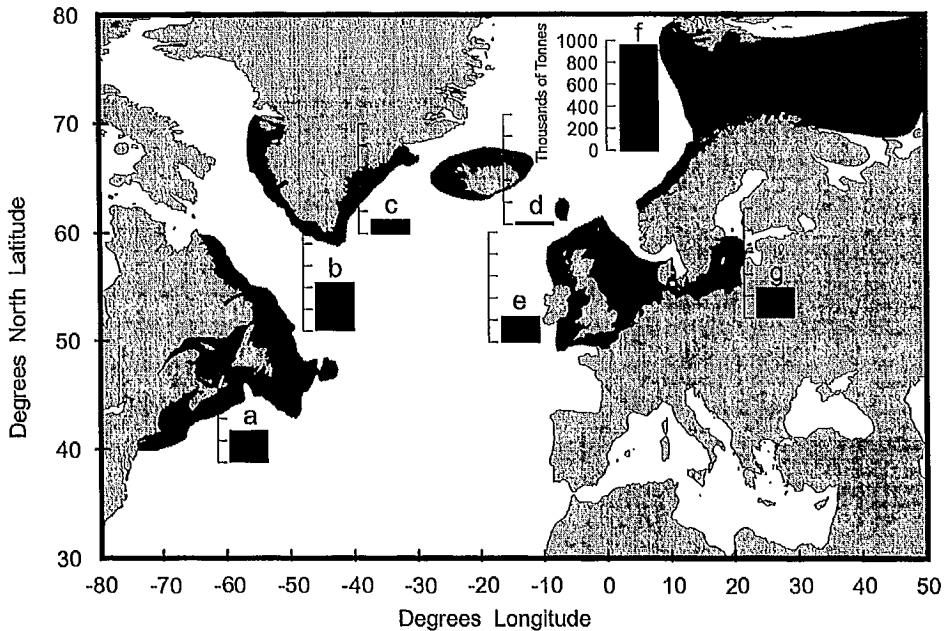 80
70
60
50
40
30
Degrees North Latitude
-80 -70 -60 -50 -40 -30 -20 -10 0 10 20 30 40 50
Degrees Longitude
Thousands of Tonnes
1000
800
600
400
200
0
f
c
d
b
e
g
a